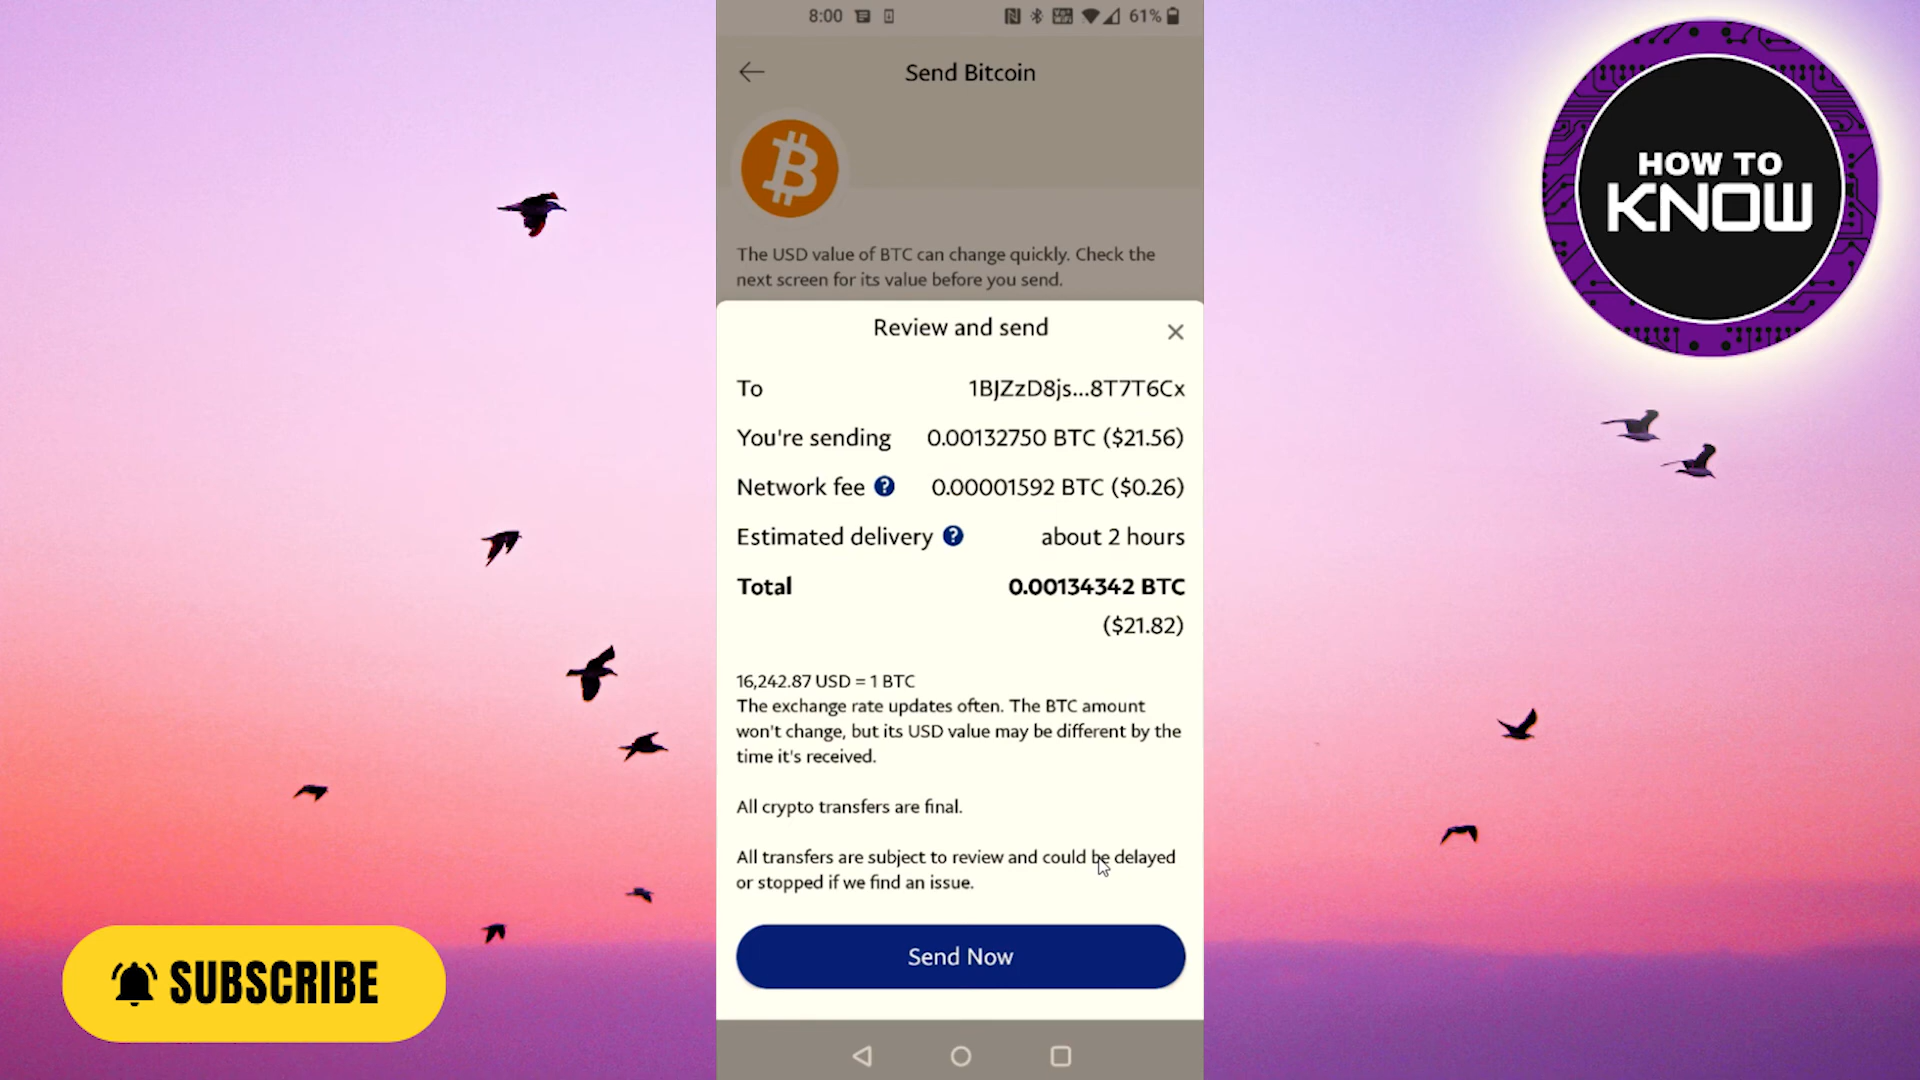 8:00
61%
Send Bitcoin
The USD value of BTC can change quickly. Check the
next screen for its value before you send.
Review and send
To 1BJZzD8js...8T7T6Cx
You're sending 0.00132750 BTC ($21.56)
Network fee ? 0.00001592 BTC ($0.26)
Estimated delivery ? about 2 hours
Total 0.00134342 BTC
($21.82)
16,242.87 USD = 1 BTC
The exchange rate updates often. The BTC amount
won't change, but its USD value may be different by the
time it's received.
All crypto transfers are final.
All transfers are subject to review and could be delayed
or stopped if we find an issue.
Send Now
HOW TO
KNOW
SUBSCRIBE